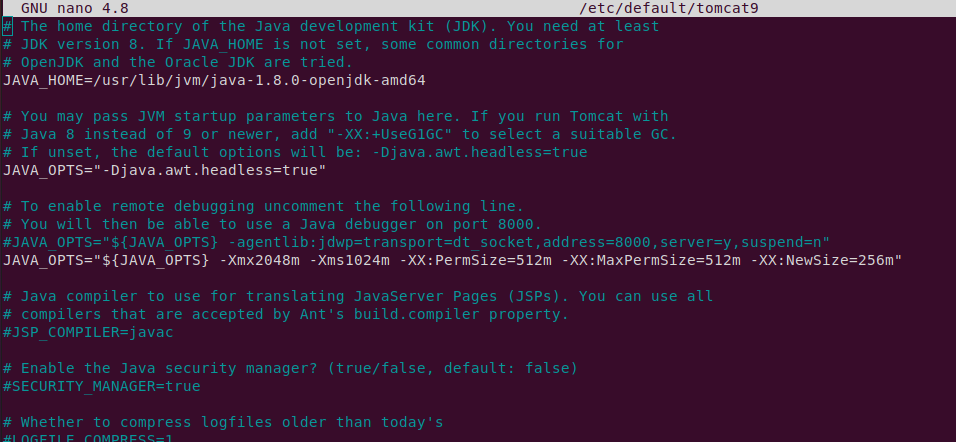 GNU nano 4.8 /etc/default/tomcat9
# The home directory of the Java development kit (JDK). You need at least
# JDK version 8. If JAVA_HOME is not set, some common directories for
# OpenJDK and the Oracle JDK are tried.
JAVA_HOME=/usr/lib/jvm/java-1.8.0-openjdk-amd64
# You may pass JVM startup parameters to Java here. If you run Tomcat with
# Java 8 instead of 9 or newer, add "-XX:+UseG1GC" to select a suitable GC.
# If unset, the default options will be: -Djava.awt.headless=true
JAVA_OPTS="-Djava.awt.headless=true"
# To enable remote debugging uncomment the following line.
# You will then be able to use a Java debugger on port 8000.
#JAVA_OPTS="${JAVA_OPTS} -agentlib:jdwp=transport=dt_socket,address=8000,server=y,suspend=n"
JAVA_OPTS="${JAVA_OPTS} -Xmx2048m -Xms1024m -XX:PermSize=512m -XX:MaxPermSize=512m -XX:NewSize=256m"
# Java compiler to use for translating JavaServer Pages (JSPs). You can use all
# compilers that are accepted by Ant's build.compiler property.
#JSP_COMPILER=javac
# Enable the Java security manager? (true/false, default: false)
#SECURITY_MANAGER=true
# Whether to compress logfiles older than today's
#LOGFILE_COMPRESS=1